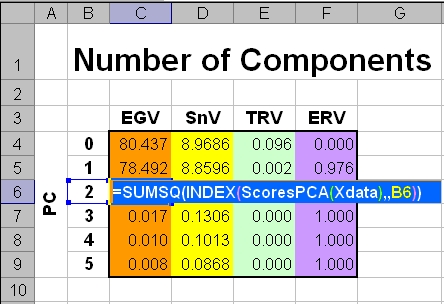 A B C D E F G
1 Number of Components
2
3 EGV SnV TRV ERV
4 0 80.437 8.9686 0.096 0.000
5 1 78.492 8.8596 0.002 0.976
6 2 =SUMSQ(INDEX(ScoresPCA(Xdata),,B6))
PC
7 3 0.017 0.1306 0.000 1.000
8 4 0.010 0.1013 0.000 1.000
9 5 0.008 0.0868 0.000 1.000
10